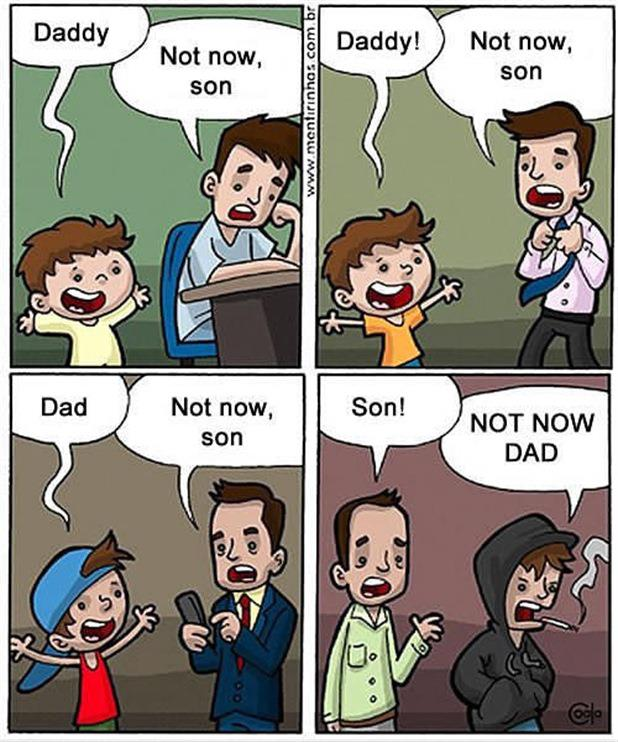 Daddy
Not now,
son
www.mentirinhas.com.br
Daddy!
Not now,
son
Dad
Not now,
son
Son!
NOT NOW
DAD
Coala